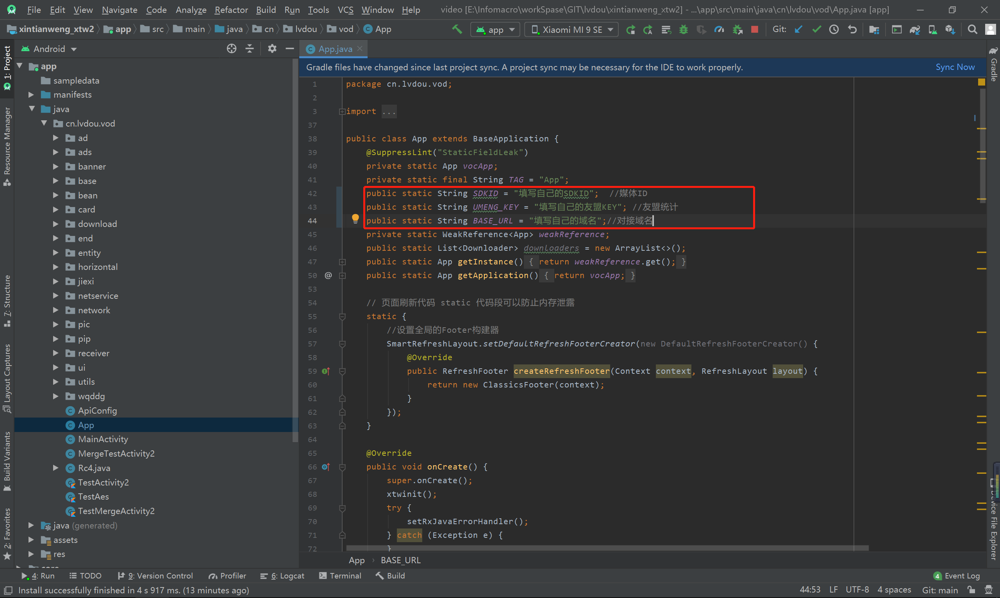 File Edit View Navigate Code Analyze Refactor Build Run Tools VCS Window Help video [E:\Infomacro\workSpase\GIT\lvdou\xintianweng_xtw2] - ...\app\src\main\java\cn\lvdou\vod\App.java [app]
xintianweng_xtw2 app src main java cn lvdou vod App app Xiaomi MI 9 SE Git:
Android
App.java
1: Project
Resource Manager
7: Structure
Layout Captures
Build Variants
2: Favorites
app
sampledata
manifests
java
cn.lvdou.vod
ad
ads
banner
base
bean
card
download
end
entity
horizontal
jiexi
netservice
network
pic
pip
receiver
ui
utils
wqddg
ApiConfig
App
MainActivity
MergeTestActivity2
Rc4.java
TestActivity2
TestAes
TestMergeActivity2
java (generated)
assets
res
Gradle files have changed since last project sync. A project sync may be necessary for the IDE to work properly. Sync Now
1 package cn.lvdou.vod;
2
3 import ...
37
38 public class App extends BaseApplication {
39 @SuppressLint("StaticFieldLeak")
40 private static App vocApp;
41 private static final String TAG = "App";
42 public static String SDKID = "填写自己的SDKID"; //媒体ID
43 public static String UMENG_KEY = "填写自己的友盟KEY"; //友盟统计
44 public static String BASE_URL = "填写自己的域名";//对接域名
45 private static WeakReference<App> weakReference;
46 public static List<Downloader> downloaders = new ArrayList<>();
47 public static App getInstance() { return weakReference.get(); }
50 @ public static App getApplication() { return vocApp; }
53
54 // 页面刷新代码 static 代码段可以防止内存泄露
55 static {
56 //设置全局的Footer构建器
57 SmartRefreshLayout.setDefaultRefreshFooterCreator(new DefaultRefreshFooterCreator() {
58 @Override
59 public RefreshFooter createRefreshFooter(Context context, RefreshLayout layout) {
60 return new ClassicsFooter(context);
61 }
62 });
63 }
64
65 @Override
66 public void onCreate() {
67 super.onCreate();
68 xtwinit();
69 try {
70 setRxJavaErrorHandler();
71 } catch (Exception e) {
72 }
App › BASE_URL
Gradle
Device File Explorer
4: Run TODO 9: Version Control Profiler 6: Logcat Terminal Build 4 Event Log
Install successfully finished in 4 s 917 ms. (13 minutes ago) 44:53 LF UTF-8 4 spaces Git: main